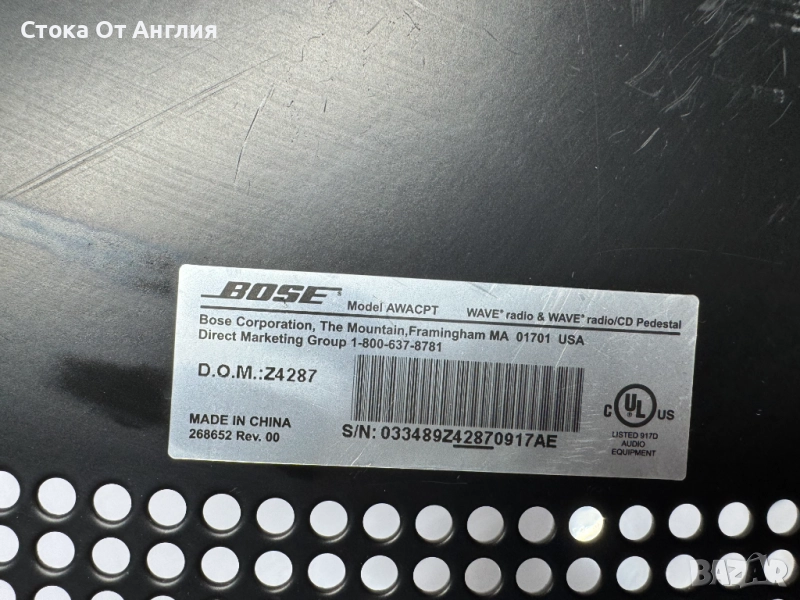 Стока От Англия
BOSE® Model AWACPT WAVE® radio & WAVE® radio/CD Pedestal
Bose Corporation, The Mountain,Framingham MA 01701 USA
Direct Marketing Group 1-800-637-8781
D.O.M.:Z4287
MADE IN CHINA
268652 Rev. 00
S/N: 033489Z42870917AE
C UL US
LISTED 917D
AUDIO
EQUIPMENT
BAZAR